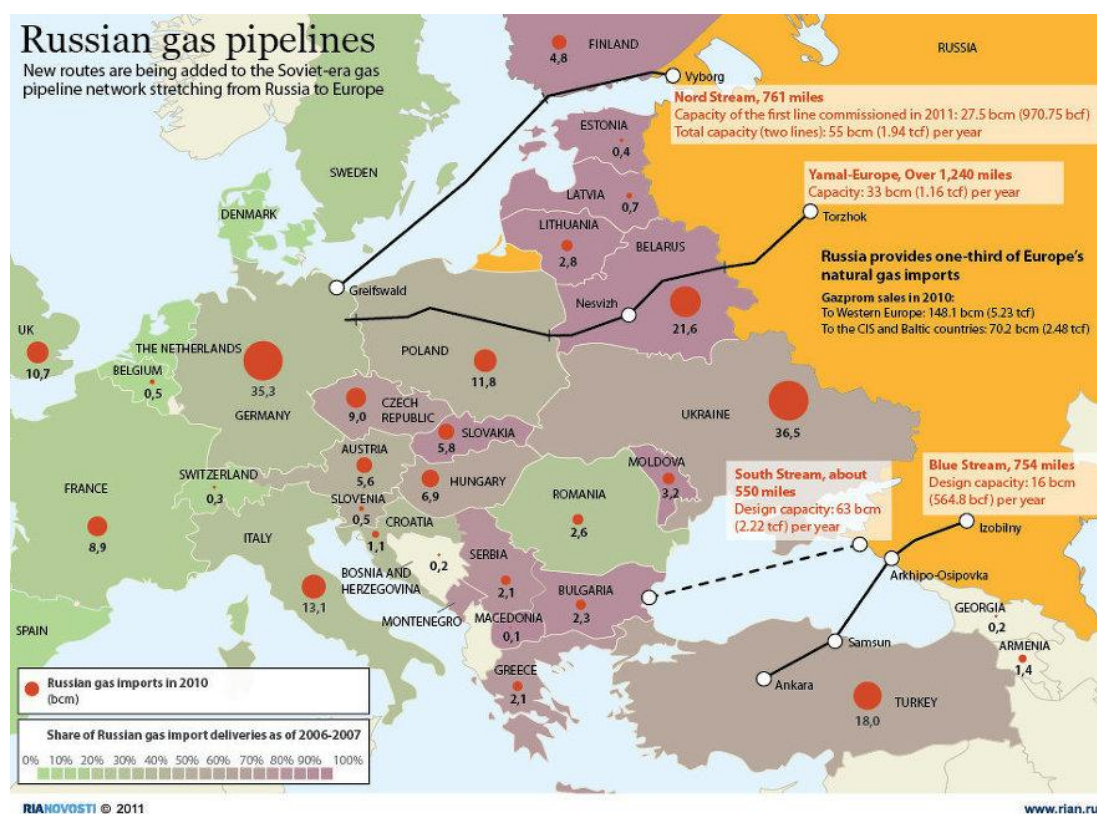 Russian gas pipelines
New routes are being added to the Soviet-era gas
pipeline network stretching from Russia to Europe
FINLAND
4,8
RUSSIA
Vyborg
Nord Stream, 761 miles
Capacity of the first line commissioned in 2011: 27.5 bcm (970.75 bcf)
Total capacity (two lines): 55 bcm (1.94 tcf) per year
ESTONIA
0,4
SWEDEN
Yamal-Europe, Over 1,240 miles
Capacity: 33 bcm (1.16 tcf) per year
LATVIA
0,7
Torzhok
DENMARK
LITHUANIA
2,8
BELARUS
Russia provides one-third of Europe's
natural gas imports
Gazprom sales in 2010:
To Western Europe: 148.1 bcm (5.23 tcf)
To the CIS and Baltic countries: 70.2 bcm (2.48 tcf)
Greifswald
Nesvizh
21,6
UK
10,7
THE NETHERLANDS
BELGIUM
0,5
35,3
GERMANY
POLAND
11,8
CZECH
REPUBLIC
9,0
UKRAINE
36,5
SLOVAKIA
5,8
AUSTRIA
5,6
MOLDOVA
3,2
South Stream, about
550 miles
Design capacity: 63 bcm
(2.22 tcf) per year
Blue Stream, 754 miles
Design capacity: 16 bcm
(564.8 bcf) per year
SWITZERLAND
0,3
FRANCE
8,9
HUNGARY
6,9
ROMANIA
2,6
SLOVENIA
0,5
CROATIA
1,1
ITALY
13,1
Izobilny
Arkhipo-Osipovka
BOSNIA AND
HERZEGOVINA
0,2
SERBIA
2,1
BULGARIA
2,3
MONTENEGRO
MACEDONIA
0,1
GEORGIA
0,2
SPAIN
Samsun
ARMENIA
1,4
GREECE
2,1
Ankara
TURKEY
18,0
Russian gas imports in 2010
(bcm)
Share of Russian gas import deliveries as of 2006-2007
0% 10% 20% 30% 40% 50% 60% 70% 80% 90% 100%
RIANOVOSTI © 2011
www.rian.ru